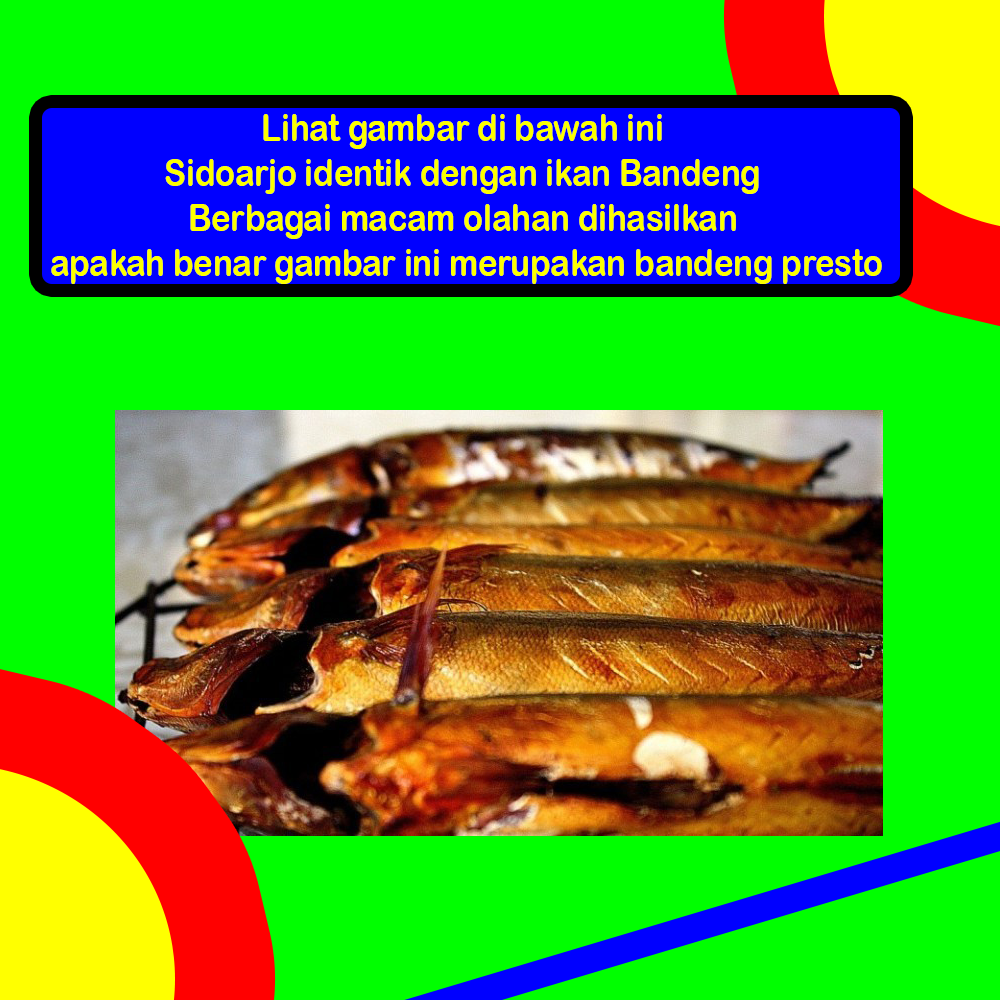 Lihat gambar di bawah ini
Sidoarjo identik dengan ikan Bandeng
Berbagai macam olahan dihasilkan
apakah benar gambar ini merupakan bandeng presto